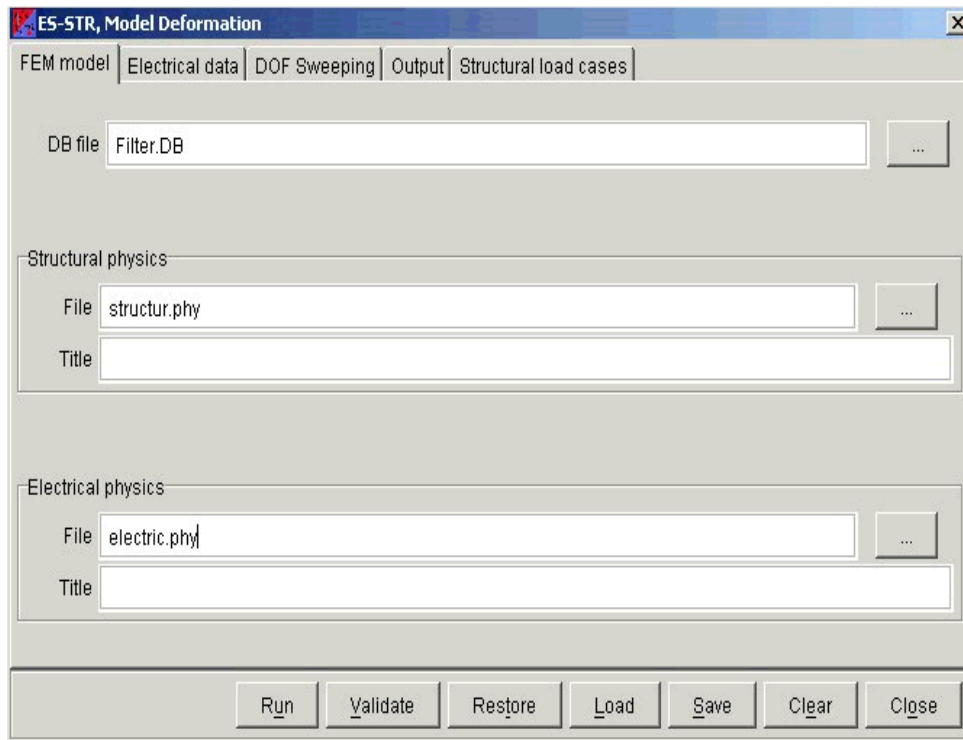 ES-STR, Model Deformation
FEM model Electrical data DOF Sweeping Output Structural load cases
DB file Filter.DB ...
Structural physics
File structur.phy ...
Title
Electrical physics
File electric.phy ...
Title
Run Validate Restore Load Save Clear Close